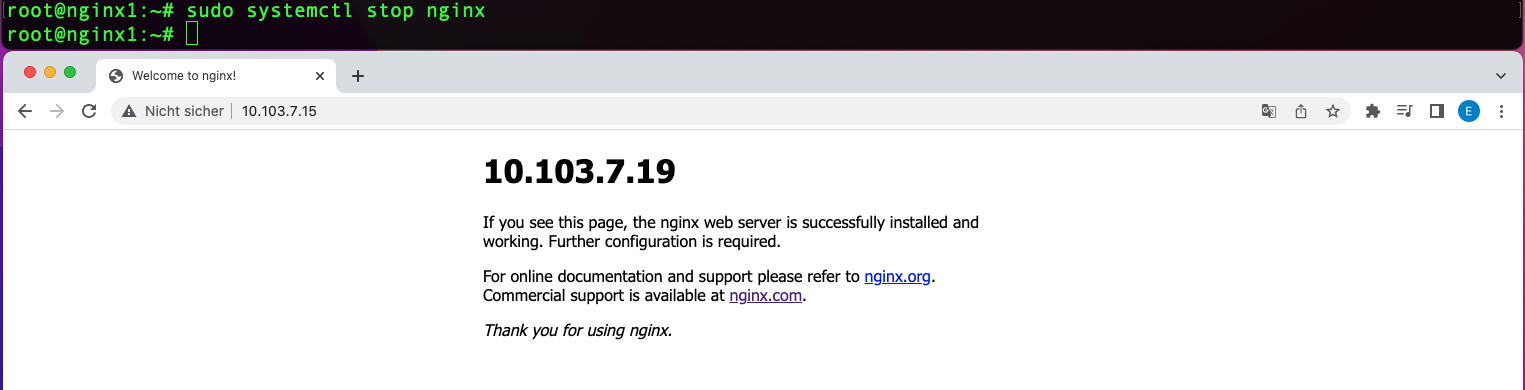 root@nginx1:~# sudo systemctl stop nginx
root@nginx1:~#
Welcome to nginx!
Nicht sicher 10.103.7.15
E
10.103.7.19
If you see this page, the nginx web server is successfully installed and
working. Further configuration is required.
For online documentation and support please refer to nginx.org.
Commercial support is available at nginx.com.
Thank you for using nginx.